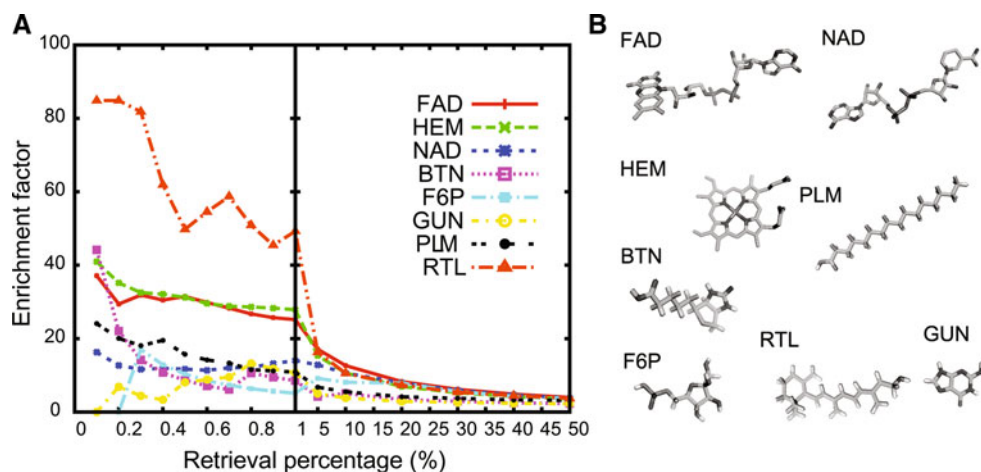 A
100
80
60
40
20
0
Enrichment factor
FAD
HEM
NAD
BTN
F6P
GUN
PLM
RTL
0 0.2 0.4 0.6 0.8 1 5 10 15 20 25 30 35 40 45 50
Retrieval percentage (%)
B
FAD NAD
HEM
PLM
BTN
RTL GUN
F6P